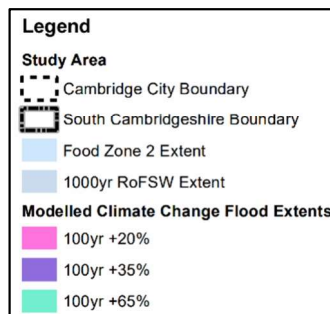 Legend
Study Area
Cambridge City Boundary
South Cambridgeshire Boundary
Food Zone 2 Extent
1000yr RoFSW Extent
Modelled Climate Change Flood Extents
100yr +20%
100yr +35%
100yr +65%